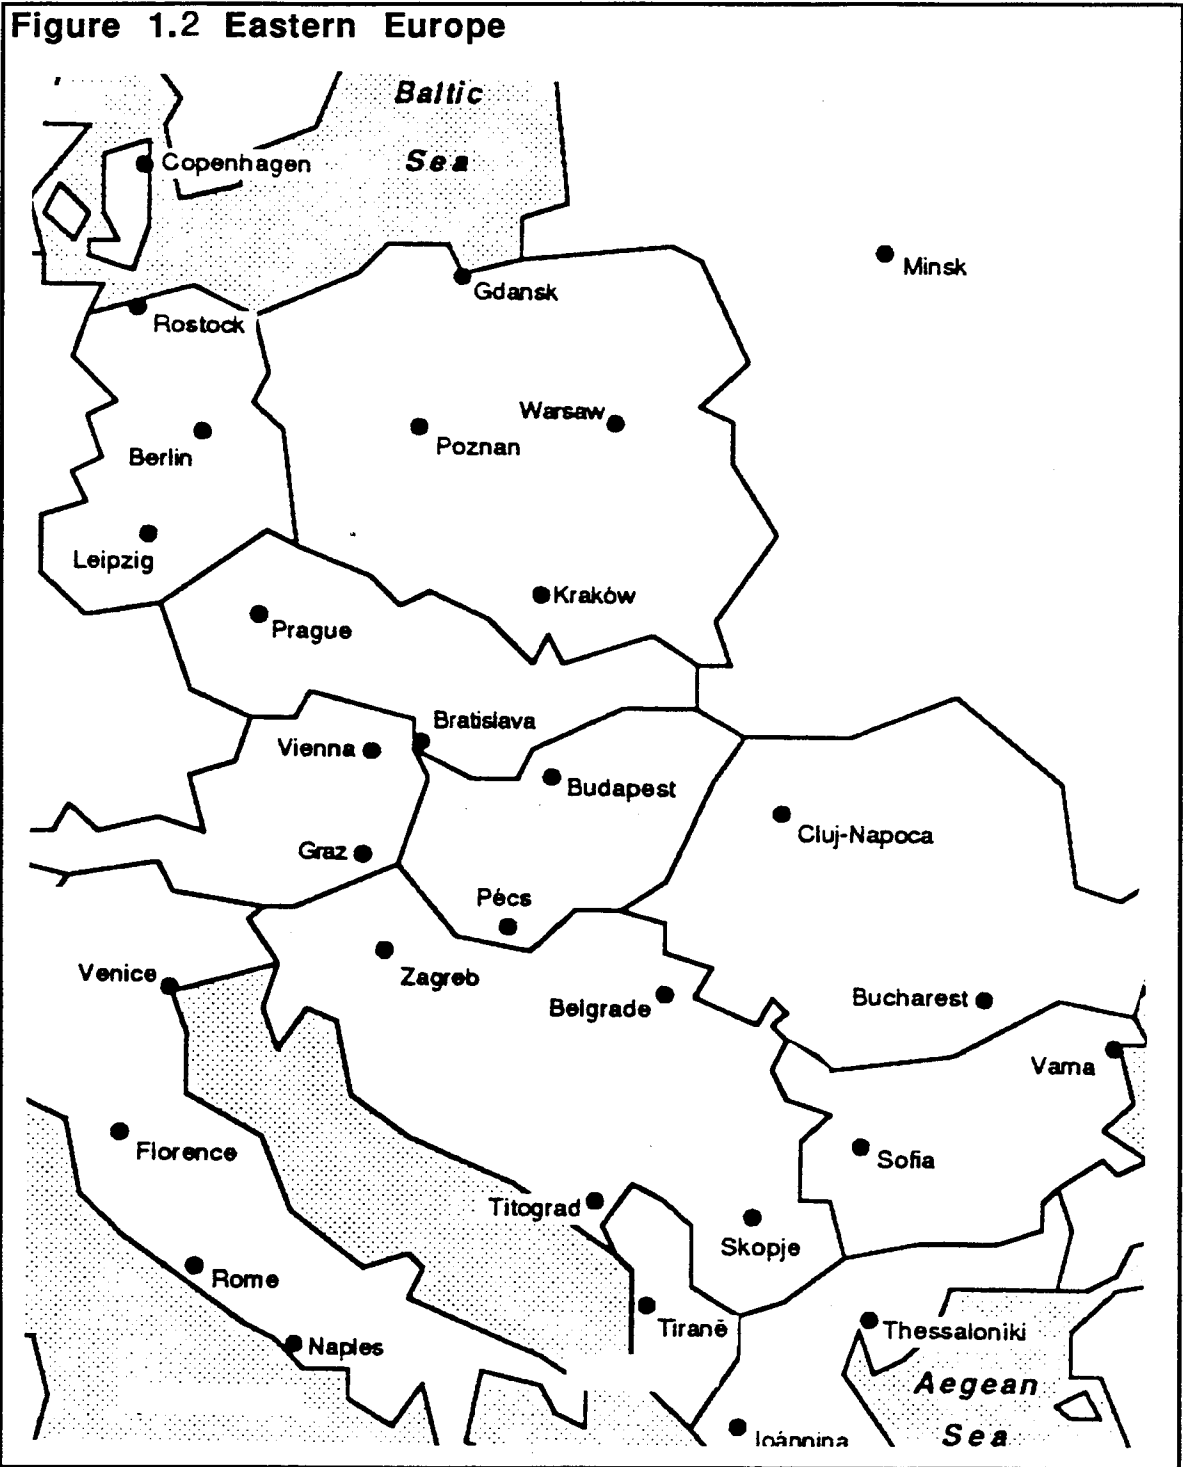 Figure 1.2 Eastern Europe
Baltic
Sea
Copenhagen
Minsk
Gdansk
Rostock
Warsaw
Poznan
Berlin
Leipzig
Kraków
Prague
Bratislava
Vienna
Budapest
Cluj-Napoca
Graz
Pécs
Venice
Zagreb
Belgrade
Bucharest
Varna
Florence
Sofia
Titograd
Skopje
Rome
Tiranë
Thessaloniki
Naples
Aegean
Sea
Ioánnina